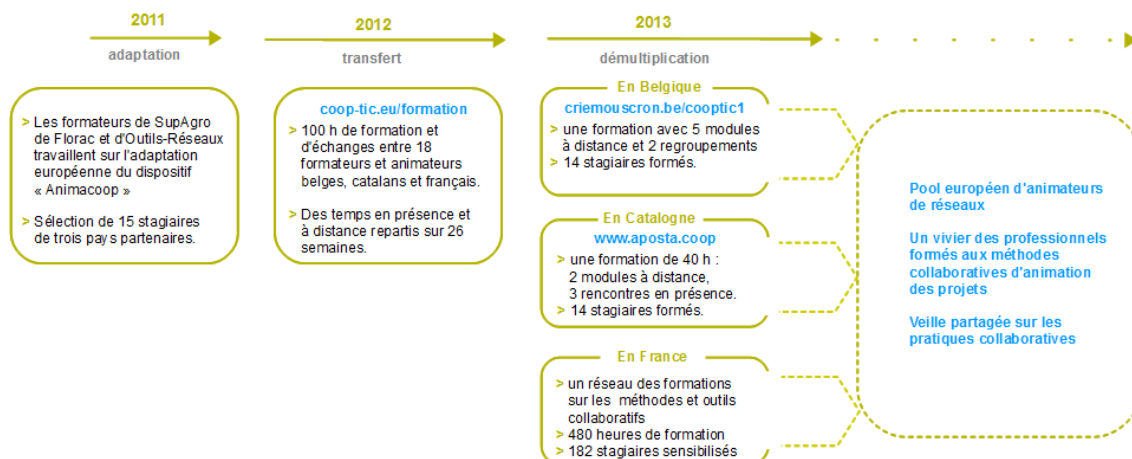 2011
adaptation
2012
transfert
2013
démultiplication
> Les formateurs de SupAgro
de Florac et d'Outils-Réseaux
travaillent sur l'adaptation
européenne du dispositif
« Animacoop »
> Sélection de 15 stagiaires
de trois pays partenaires.
coop-tic.eu/formation
> 100 h de formation et
d'échanges entre 18
formateurs et animateurs
belges, catalans et français.
> Des temps en présence et
à distance repartis sur 26
semaines.
En Belgique
criemouscron.be/cooptic1
> une formation avec 5 modules
à distance et 2 regroupements
> 14 stagiaires formés.
En Catalogne
www.aposta.coop
> une formation de 40 h :
2 modules à distance,
3 rencontres en présence.
> 14 stagiaires formés.
En France
> un réseau des formations
sur les méthodes et outils
collaboratifs
> 480 heures de formation
> 182 stagiaires sensibilisés
Pool européen d'animateurs
de réseaux
Un vivier des professionnels
formés aux méthodes
collaboratives d'animation
des projets
Veille partagée sur les
pratiques collaboratives